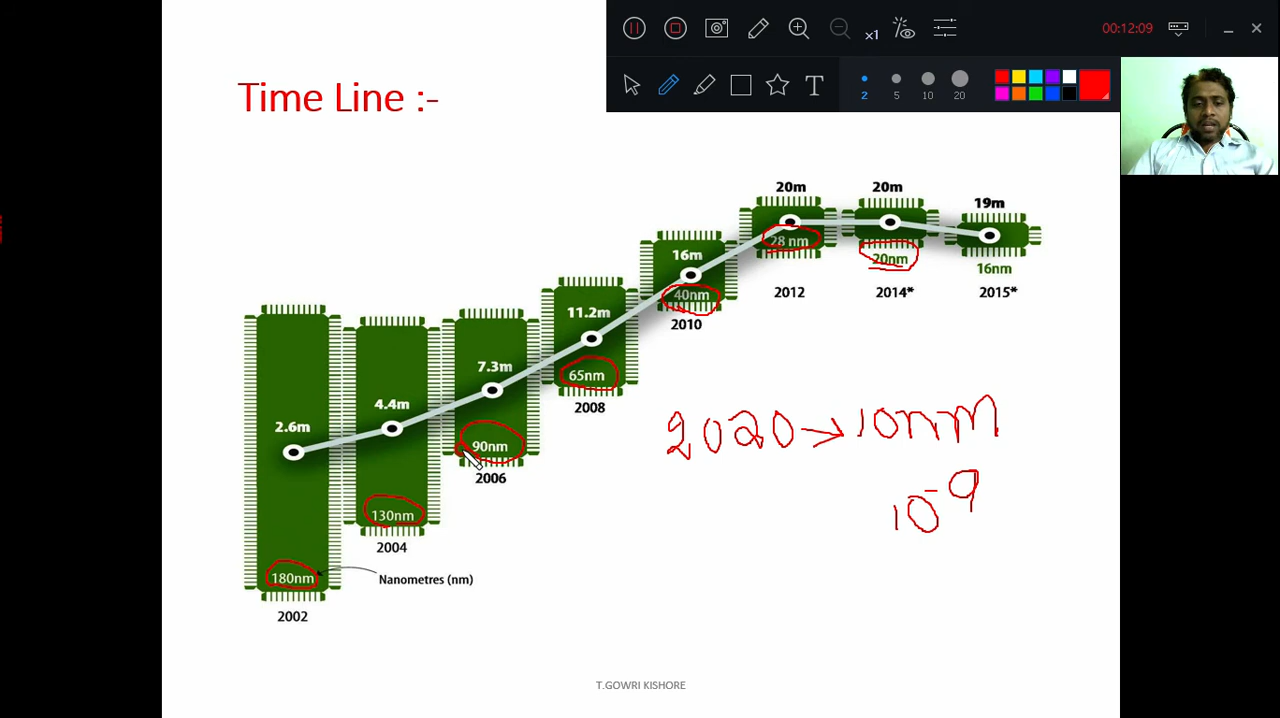 x1
00:12:09
T
2
5
10
20
Time Line :-
20m
20m
19m
28 nm
20nm
16nm
16m
40nm
2012
2014*
2015*
2010
11.2m
65nm
2008
7.3m
90nm
2006
4.4m
130nm
2004
2.6m
180nm
2002
Nanometres (nm)
2020 → 10nm
10⁻⁹
T.GOWRI KISHORE